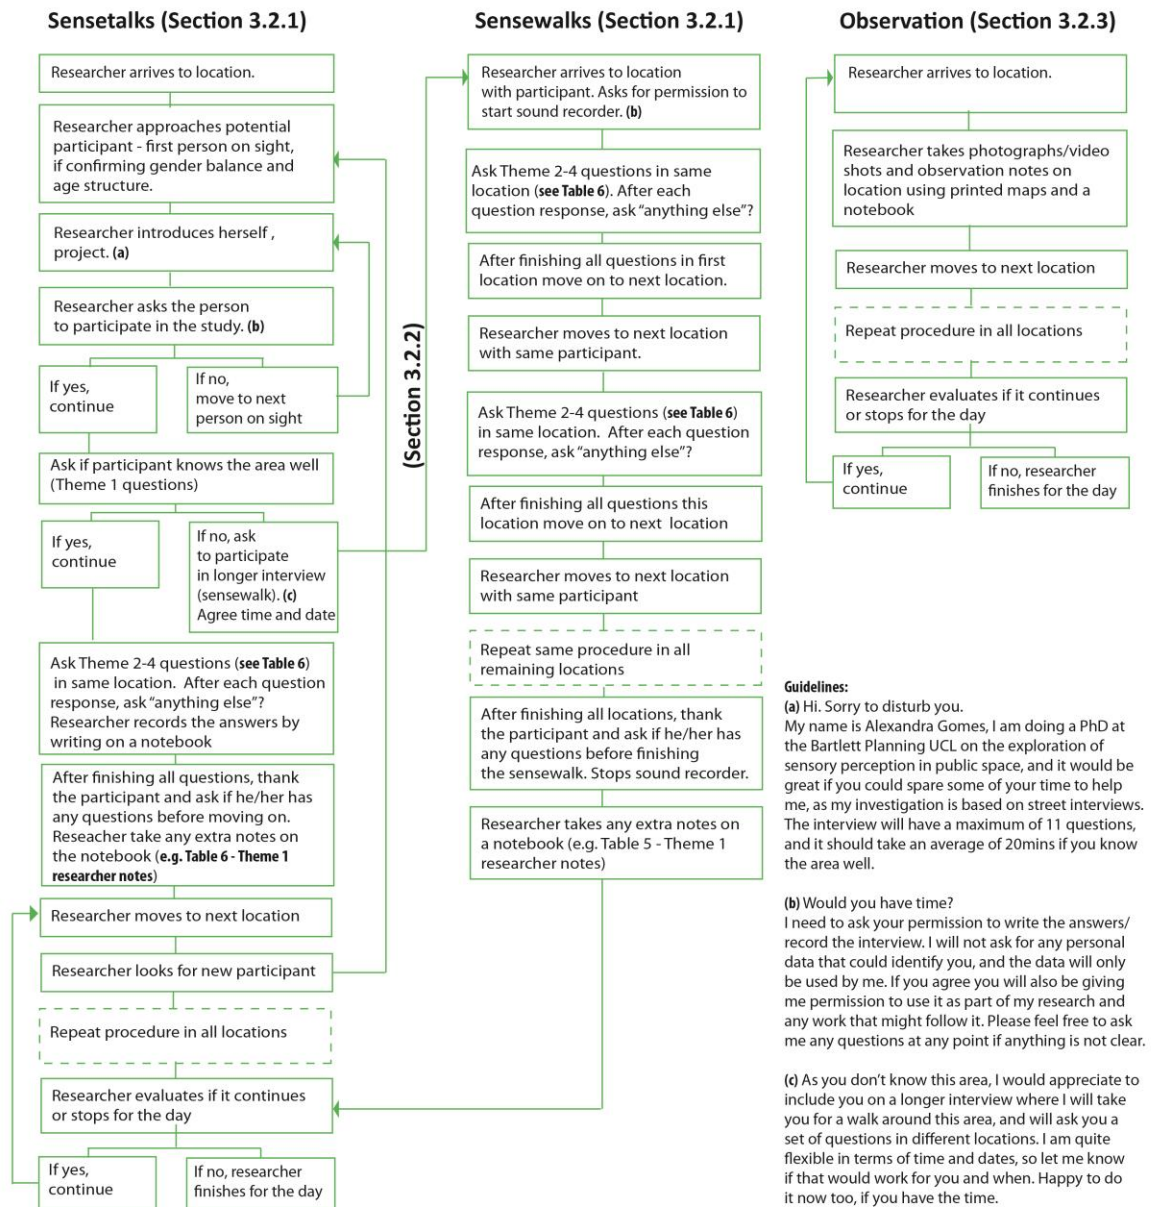 Sensetalks (Section 3.2.1)
Researcher arrives to location.
Researcher approaches potential
participant - first person on sight,
if confirming gender balance and
age structure.
Researcher introduces herself ,
project. (a)
Researcher asks the person
to participate in the study. (b)
If yes,
continue
If no,
move to next
person on sight
Ask if participant knows the area well
(Theme 1 questions)
If yes,
continue
If no, ask
to participate
in longer interview
(sensewalk). (c)
Agree time and date
Ask Theme 2-4 questions (see Table 6)
in same location. After each question
response, ask "anything else"?
Researcher records the answers by
writing on a notebook
After finishing all questions, thank
the participant and ask if he/her has
any questions before moving on.
Reseacher take any extra notes on
the notebook (e.g. Table 6 - Theme 1
researcher notes)
Researcher moves to next location
Researcher looks for new participant
Repeat procedure in all locations
Researcher evaluates if it continues
or stops for the day
If yes,
continue
If no, researcher
finishes for the day
(Section 3.2.2)
Sensewalks (Section 3.2.1)
Researcher arrives to location
with participant. Asks for permission to
start sound recorder. (b)
Ask Theme 2-4 questions in same
location (see Table 6). After each
question response, ask "anything else"?
After finishing all questions in first
location move on to next location.
Researcher moves to next location
with same participant.
Ask Theme 2-4 questions (see Table 6)
in same location. After each question
response, ask "anything else"?
After finishing all questions this
location move on to next location
Researcher moves to next location
with same participant
Repeat same procedure in all
remaining locations
After finishing all locations, thank
the participant and ask if he/her has
any questions before finishing
the sensewalk. Stops sound recorder.
Researcher takes any extra notes on
a notebook (e.g. Table 5 - Theme 1
researcher notes)
Observation (Section 3.2.3)
Researcher arrives to location.
Researcher takes photographs/video
shots and observation notes on
location using printed maps and a
notebook
Researcher moves to next location
Repeat procedure in all locations
Researcher evaluates if it continues
or stops for the day
If yes,
continue
If no, researcher
finishes for the day
Guidelines:
(a) Hi. Sorry to disturb you.
My name is Alexandra Gomes, I am doing a PhD at
the Bartlett Planning UCL on the exploration of
sensory perception in public space, and it would be
great if you could spare some of your time to help
me, as my investigation is based on street interviews.
The interview will have a maximum of 11 questions,
and it should take an average of 20mins if you know
the area well.
(b) Would you have time?
I need to ask your permission to write the answers/
record the interview. I will not ask for any personal
data that could identify you, and the data will only
be used by me. If you agree you will also be giving
me permission to use it as part of my research and
any work that might follow it. Please feel free to ask
me any questions at any point if anything is not clear.
(c) As you don't know this area, I would appreciate to
include you on a longer interview where I will take
you for a walk around this area, and will ask you a
set of questions in different locations. I am quite
flexible in terms of time and dates, so let me know
if that would work for you and when. Happy to do
it now too, if you have the time.